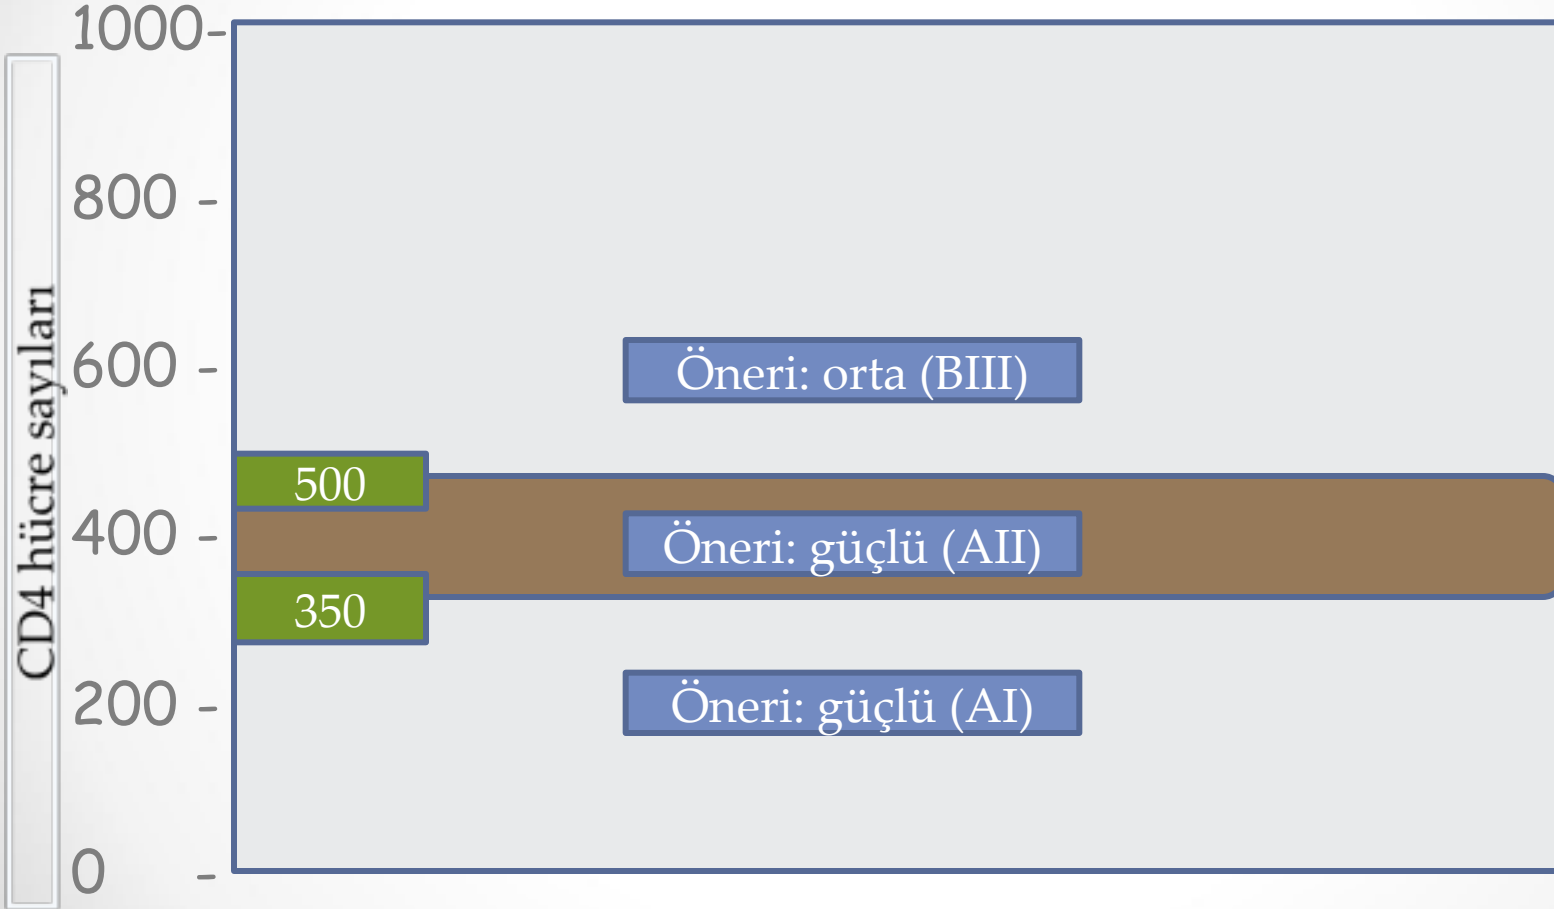 CD4 hücre sayıları
1000-
800 -
600 -
400 -
200 -
0 -
Öneri: orta (BIII)
500
Öneri: güçlü (AII)
350
Öneri: güçlü (AI)